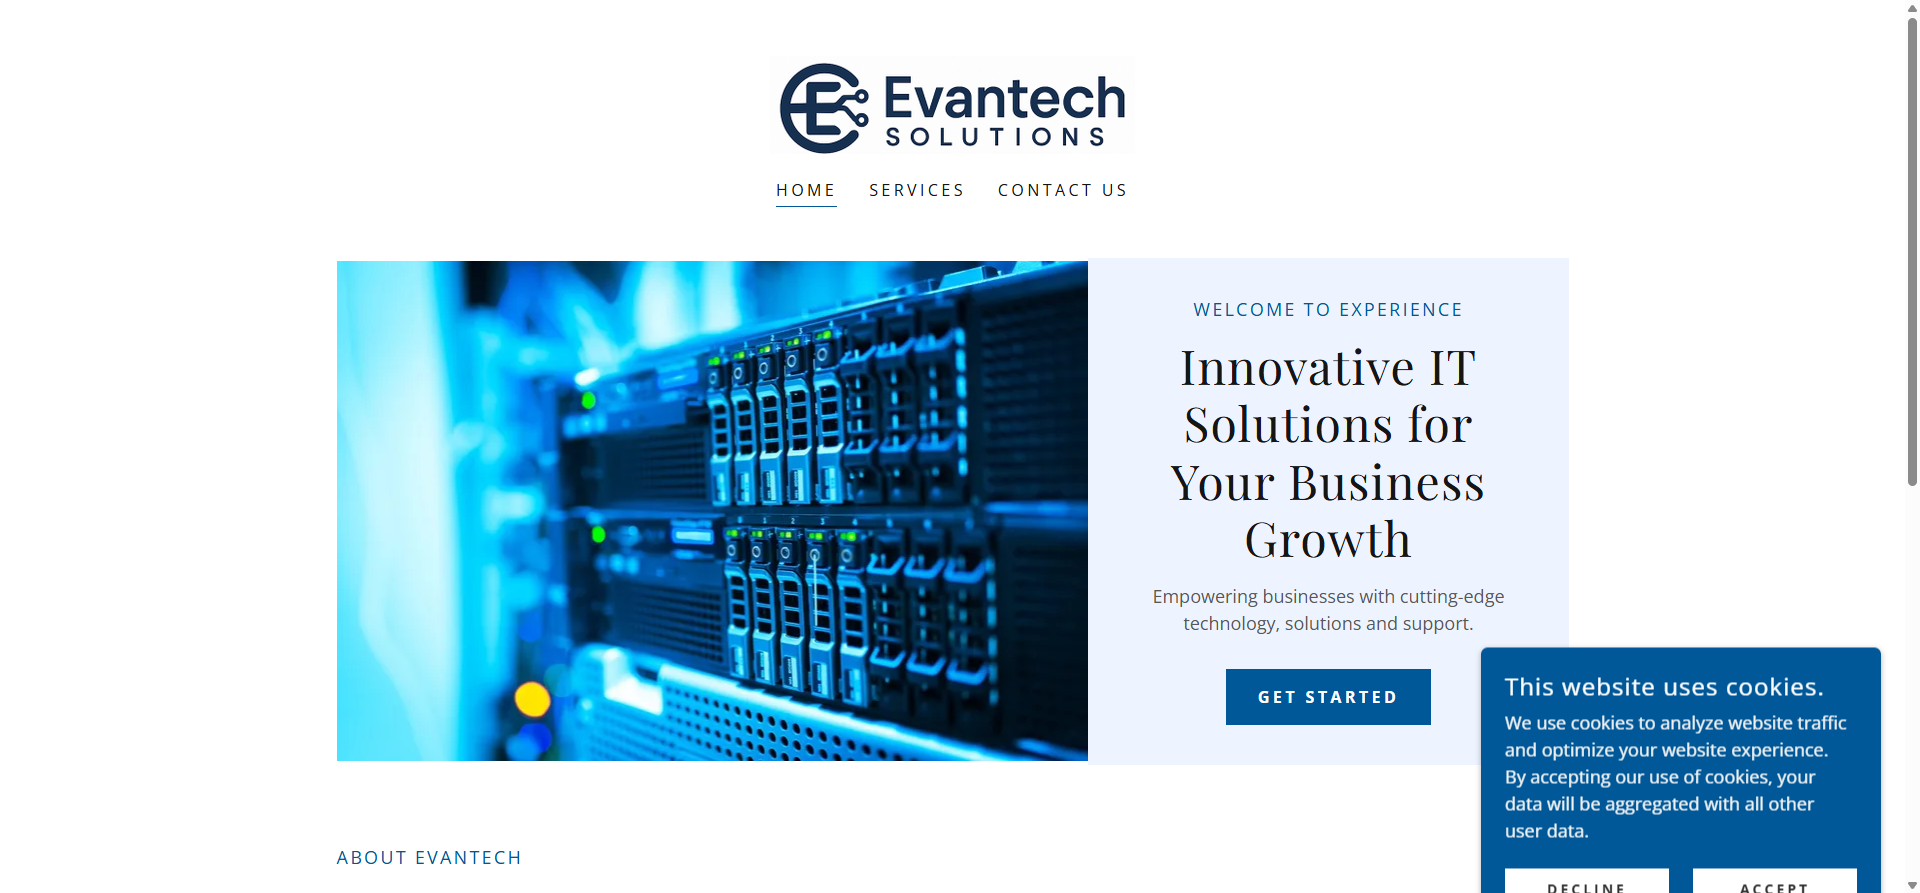 Evantech
SOLUTIONS
HOME SERVICES CONTACT US
WELCOME TO EXPERIENCE
Innovative IT
Solutions for
Your Business
Growth
Empowering businesses with cutting-edge
technology, solutions and support.
GET STARTED
ABOUT EVANTECH
This website uses cookies.
We use cookies to analyze website traffic
and optimize your website experience.
By accepting our use of cookies, your
data will be aggregated with all other
user data.
DECLINE ACCEPT